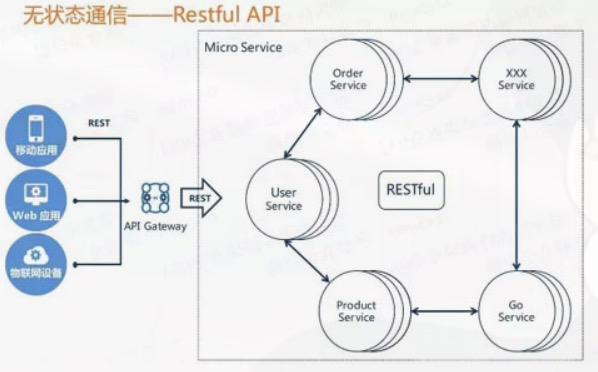 无状态通信——Restful API
Micro Service
Order
Service
XXX
Service
REST
移动应用
Web 应用
物联网设备
API Gateway
REST
User
Service
RESTful
Product
Service
Go
Service